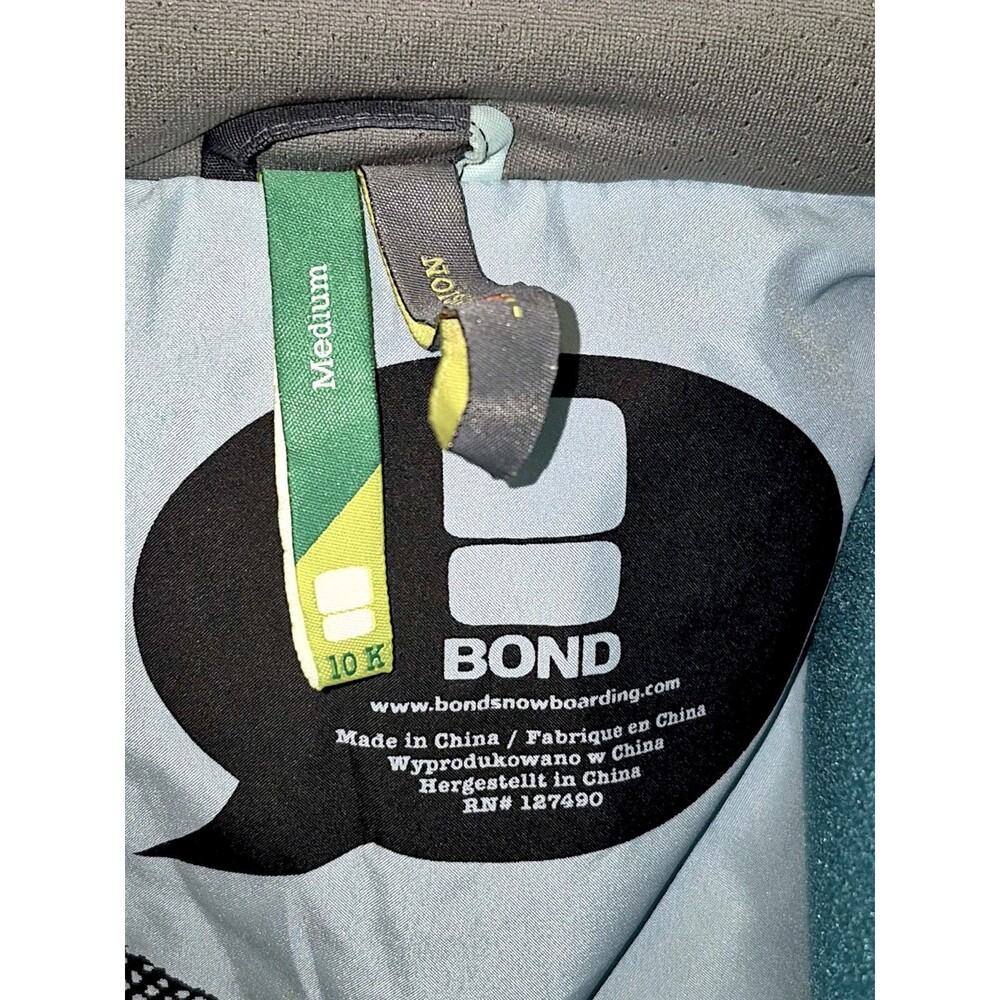 Medium
10 K
BOND
www.bondsnowboarding.com
Made in China / Fabrique en China
Wyprodukowano w China
Hergestellt in China
RN# 127490